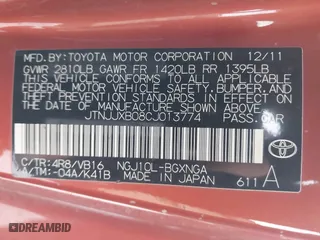 MFD.BY:TOYOTA MOTOR CORPORATION 12/11
GVWR 2810LB GAWR FR 1420LB RR 1395LB
THIS VEHICLE CONFORMS TO ALL APPLICABLE
FEDERAL MOTOR VEHICLE SAFETY, BUMPER, AND
THEFT PREVENTION STANDARDS IN EFFECT ON THE
DATE OF MANUFACTURE SHOWN ABOVE.
JTNJJXB08CJ013774 PASS.CAR
C/TR:4R8/VB16 NGJ10L-BGXNGA
A/TM:-04A/K41B MADE IN JAPAN
611A
TOYOTA